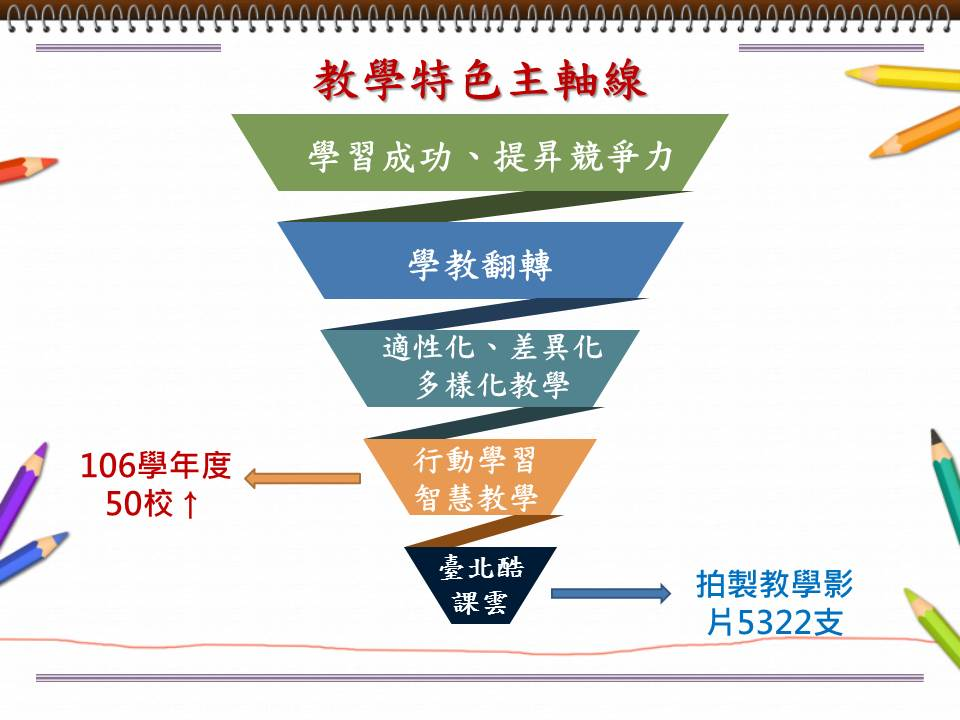 教學特色主軸線
學習成功、提昇競爭力
學教翻轉
適性化、差異化
多樣化教學
行動學習
智慧教學
106學年度
50校↑
臺北酷
課雲
拍製教學影
片5322支